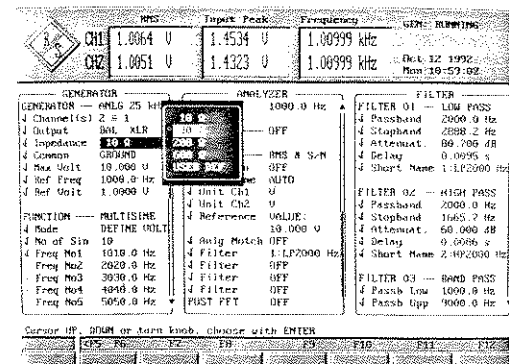 RMS Input Peak Frequency GEN: RUNNING
R S
CH1 1.0064 V 1.4534 V 1.00999 kHz
CH2 1.0051 V 1.4323 V 1.00999 kHz
Oct 12 1992
Mon 10:59:02
GENERATOR
GENERATOR — ANLG 25 kHz
Channel(s) 2 = 1
Output BAL XLR
Impedance 10 Ω
Common GROUND
Max Volt 10.000 V
Ref Freq 1000.0 Hz
Ref Volt 1.0000 V
FUNCTION — MULTISINE
Mode DEFINE VOLT
No of Sin 10
Freq No1 1010.0 Hz
Freq No2 2020.0 Hz
Freq No3 3030.0 Hz
Freq No4 4040.0 Hz
Freq No5 5050.0 Hz
10 Ω
200 Ω
ANALYZER
1000.0 Hz
OFF
RMS & S/N
OFF
AUTO
Unit Ch1 V
Unit Ch2 V
Reference VALUE:
10.000 V
Anlg Notch OFF
Filter 1:LP2000 Hz
Filter OFF
Filter OFF
POST FFT OFF
FILTER
FILTER 01 — LOW PASS
Passband 2000.0 Hz
Stopband 2888.2 Hz
Attenuat. 80.706 dB
Delay 0.0095 s
Short Name 1:LP2000 Hz
FILTER 02 — HIGH PASS
Passband 2000.0 Hz
Stopband 1665.2 Hz
Attenuat. 60.000 dB
Delay 0.0086 s
Short Name 2:HP2000 Hz
FILTER 03 — BAND PASS
Passb Low 1000.0 Hz
Passb Upp 9000.0 Hz
Cursor UP, DOWN or turn knob, choose with ENTER
F5 F6 F7 F8 F9 F10 F11 F12